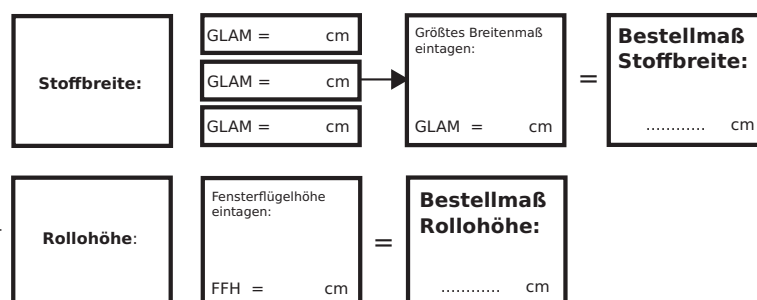 Stoffbreite:
GLAM = cm
GLAM = cm
GLAM = cm
Größtes Breitenmaß
eintagen:
GLAM = cm
=
Bestellmaß
Stoffbreite:
............ cm
Rollohöhe:
Fensterflügelhöhe
eintagen:
FFH = cm
=
Bestellmaß
Rollohöhe:
............ cm